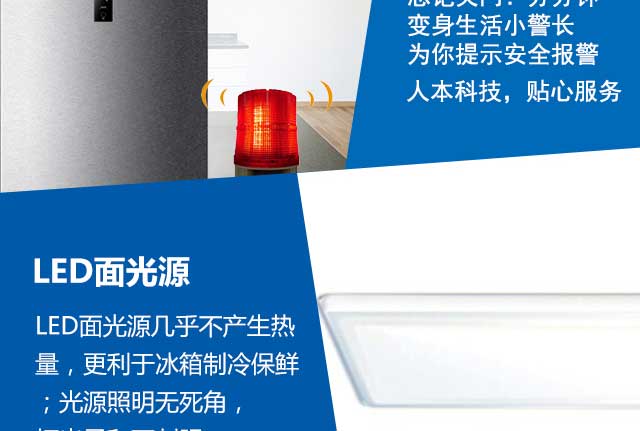 变身生活小警长
为你提示安全报警
人本科技，贴心服务
LED面光源
LED面光源几乎不产生热
量，更利于冰箱制冷保鲜
；光源照明无死角，